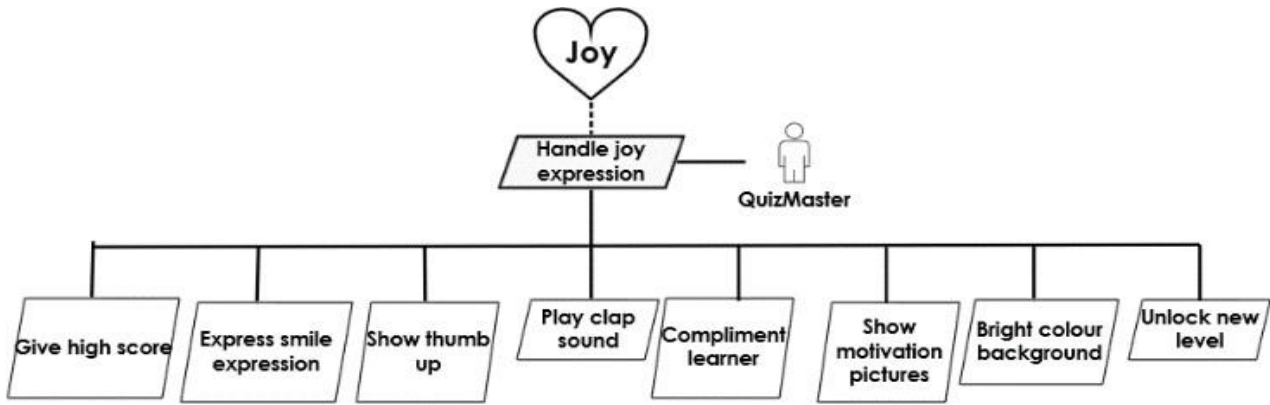 Joy
Handle joy
expression
QuizMaster
Give high score
Express smile
expression
Show thumb
up
Play clap
sound
Compliment
learner
Show
motivation
pictures
Bright colour
background
Unlock new
level